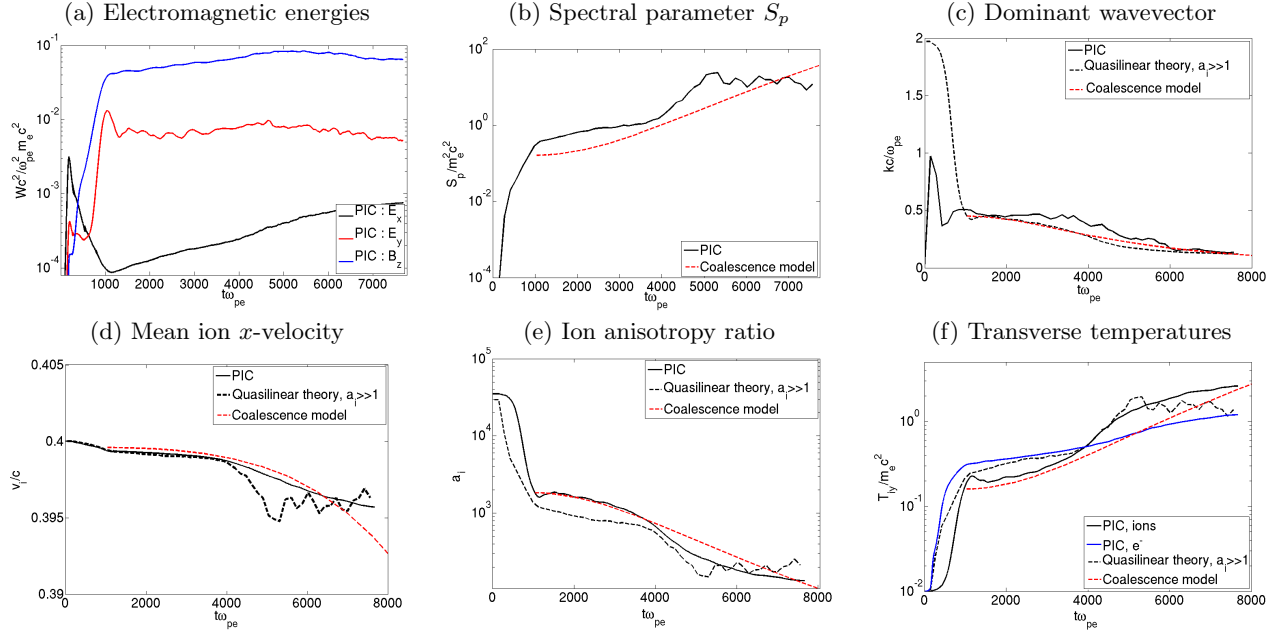 (a) Electromagnetic energies
10^-1
10^-2
10^-3
10^-4
Wc^2/ω_pe^2 m_e c^2
1000 2000 3000 4000 5000 6000 7000
tω_pe
PIC : E_x
PIC : E_y
PIC : B_z
(b) Spectral parameter S_p
10^2
10^0
10^-2
10^-4
S_p/m_e^2c^2
0 1000 2000 3000 4000 5000 6000 7000
tω_pe
PIC
Coalescence model
(c) Dominant wavevector
2
1.5
1
0.5
0
kc/ω_pe
0 2000 4000 6000 8000
tω_pe
PIC
Quasilinear theory, a_i>>1
Coalescence model
(d) Mean ion x-velocity
0.405
0.4
0.395
0.39
v_i/c
0 2000 4000 6000 8000
tω_pe
PIC
Quasilinear theory, a_i>>1
Coalescence model
(e) Ion anisotropy ratio
10^5
10^4
10^3
a_i
0 2000 4000 6000 8000
tω_pe
PIC
Quasilinear theory, a_i>>1
Coalescence model
(f) Transverse temperatures
10^0
10^-1
10^-2
T_iy/m_e c^2
0 2000 4000 6000 8000
tω_pe
PIC, ions
PIC, e^-
Quasilinear theory, a_i>>1
Coalescence model